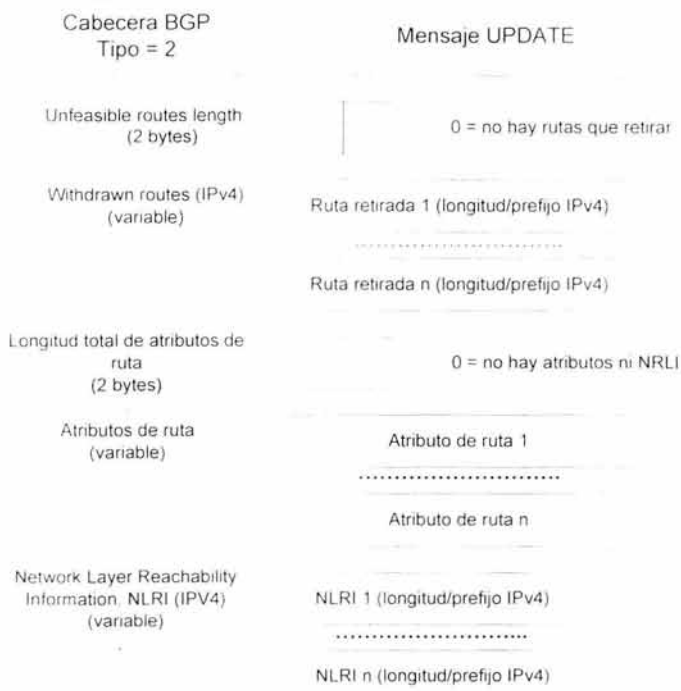 Cabecera BGP
Tipo = 2
Mensaje UPDATE
Unfeasible routes length
(2 bytes)
0 = no hay rutas que retirar
Withdrawn routes (IPv4)
(variable)
Ruta retirada 1 (longitud/prefijo IPv4)
Ruta retirada n (longitud/prefijo IPv4)
Longitud total de atributos de
ruta
(2 bytes)
0 = no hay atributos ni NRLI
Atributos de ruta
(variable)
Atributo de ruta 1
Atributo de ruta n
Network Layer Reachability
Information. NLRI (IPV4)
(variable)
NLRI 1 (longitud/prefijo IPv4)
NLRI n (longitud/prefijo IPv4)